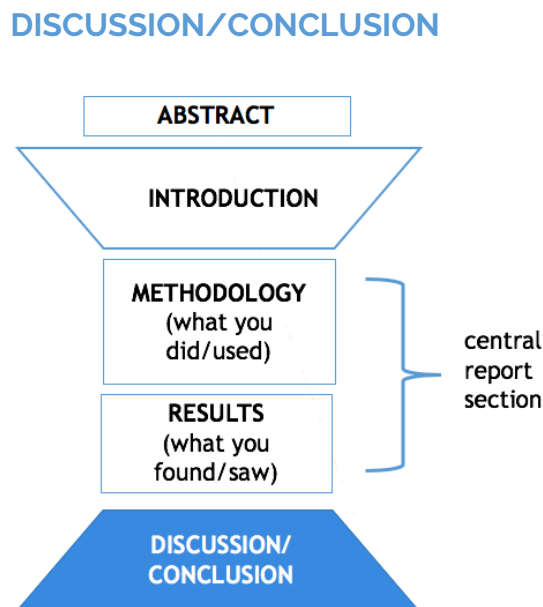 DISCUSSION/CONCLUSION
ABSTRACT
INTRODUCTION
METHODOLOGY
(what you
did/used)
RESULTS
(what you
found/saw)
central
report
section
DISCUSSION/
CONCLUSION